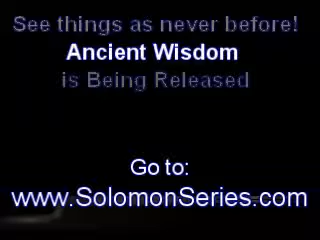 See things as never before!
Ancient Wisdom
is Being Released
Go to:
www.SolomonSeries.com